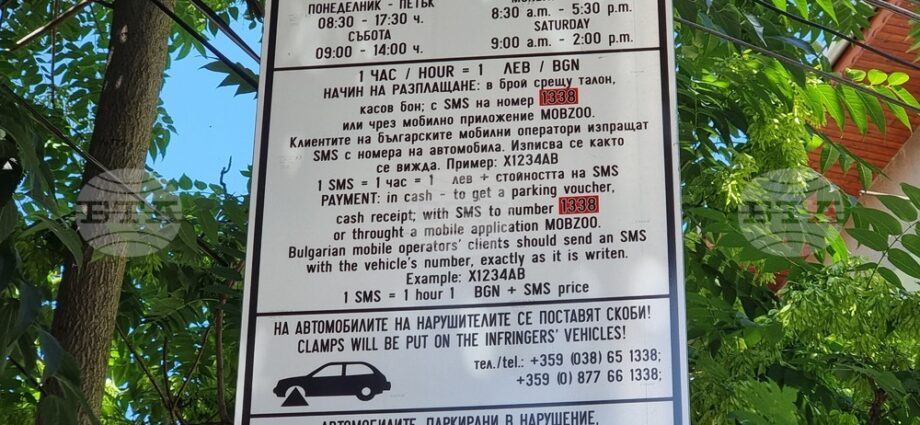 ПОНЕДЕЛНИК - ПЕТЪК
08:30 - 17:30 ч.
СЪБОТА
09:00 - 14:00 ч.
8:30 a.m. - 5:30 p.m.
SATURDAY
9:00 a.m. - 2:00 p.m.
1 ЧАС / HOUR = 1 ЛЕВ / BGN
НАЧИН НА РАЗПЛАЩАНЕ: в брой срещу талон,
касов бон; с SMS на номер 1338
или чрез мобилно приложение MOBZOO.
Клиентите на българските мобилни оператори изпращат
SMS с номера на автомобила. Изписва се както
се вижда. Пример: X1234AB
1 SMS = 1 час = 1 лев + стойността на SMS
PAYMENT: in cash - to get a parking voucher,
cash receipt; with SMS to number 1338
or throught a mobile application MOBZOO.
Bulgarian mobile operators' clients should send an SMS
with the vehicle's number, exactly as it is writen.
Example: X1234AB
1 SMS = 1 hour 1 BGN + SMS price
НА АВТОМОБИЛИТЕ НА НАРУШИТЕЛИТЕ СЕ ПОСТАВЯТ СКОБИ!
CLAMPS WILL BE PUT ON THE INFRINGERS' VEHICLES!
тел./tel.: +359 (038) 65 1338;
+359 (0) 877 66 1338;
АВТОМОБИЛИТЕ, ПАРКИРАНИ В НАРУШЕНИЕ,
БТА
БТА